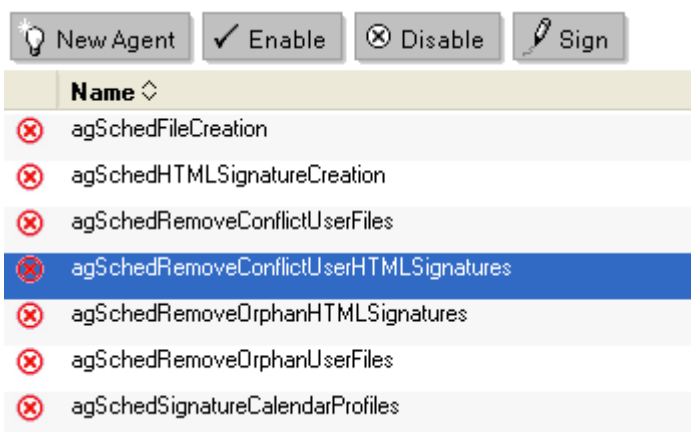 New Agent Enable Disable Sign
Name
agSchedFileCreation
agSchedHTMLSignatureCreation
agSchedRemoveConflictUserFiles
agSchedRemoveConflictUserHTMLSignatures
agSchedRemoveOrphanHTMLSignatures
agSchedRemoveOrphanUserFiles
agSchedSignatureCalendarProfiles